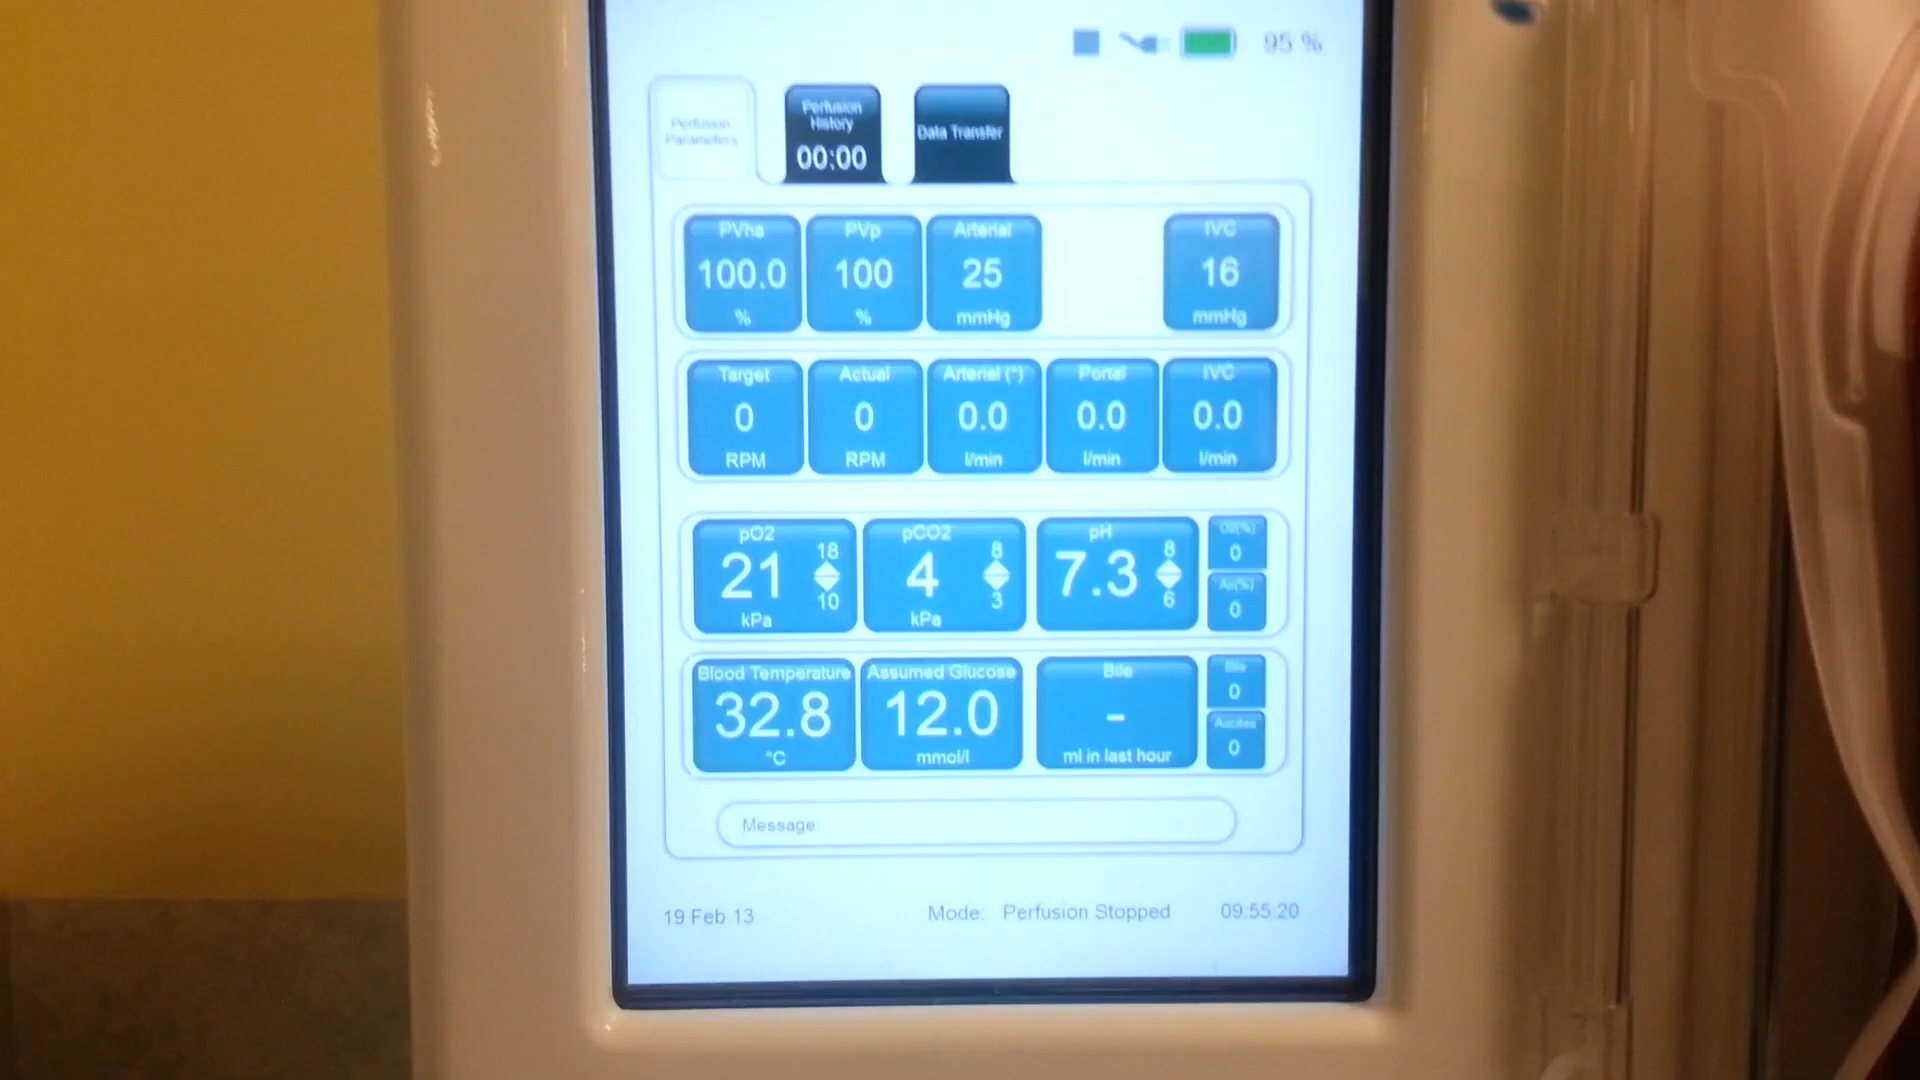 95 %
Perfusion
Parameters
Perfusion
History
00:00
Data Transfer
PVha
100.0
%
PVp
100
%
Arterial
25
mmHg
IVC
16
mmHg
Target
0
RPM
Actual
0
RPM
Arterial (*)
0.0
l/min
Portal
0.0
l/min
IVC
0.0
l/min
pO2
21
18
10
kPa
pCO2
4
8
3
kPa
pH
7.3
8
6
O2(%)
0
Air(%)
0
Blood Temperature
32.8
°C
Assumed Glucose
12.0
mmol/l
Bile
-
ml in last hour
Bile
0
Ascites
0
Message:
19 Feb 13
Mode: Perfusion Stopped
09:55:20